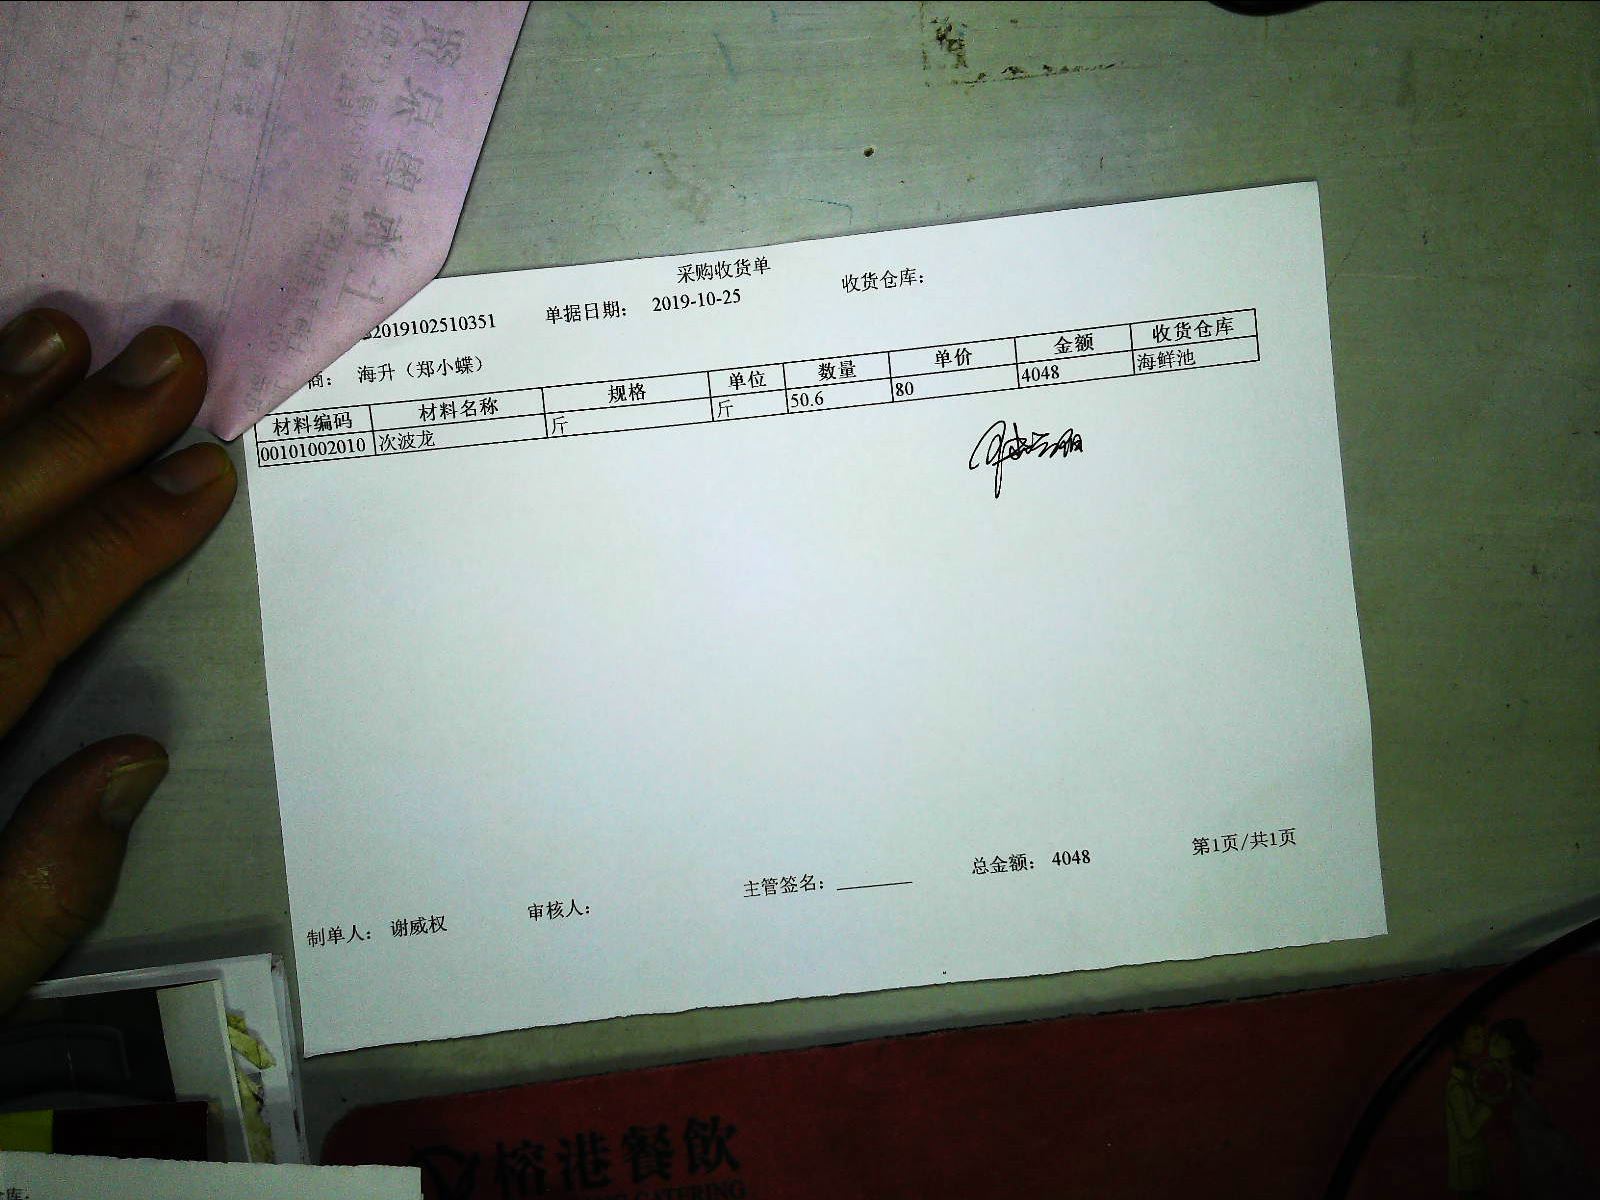 采购收货单
2019102510351 单据日期: 2019-10-25 收货仓库:
商: 海升（郑小蝶）
材料编码 材料名称 规格 单位 数量 单价 金额 收货仓库
00101002010 次波龙 斤 斤 50.6 80 4048 海鲜池
制单人: 谢威权 审核人: 主管签名: 总金额: 4048 第1页/共1页
榕港餐飲
CATERING